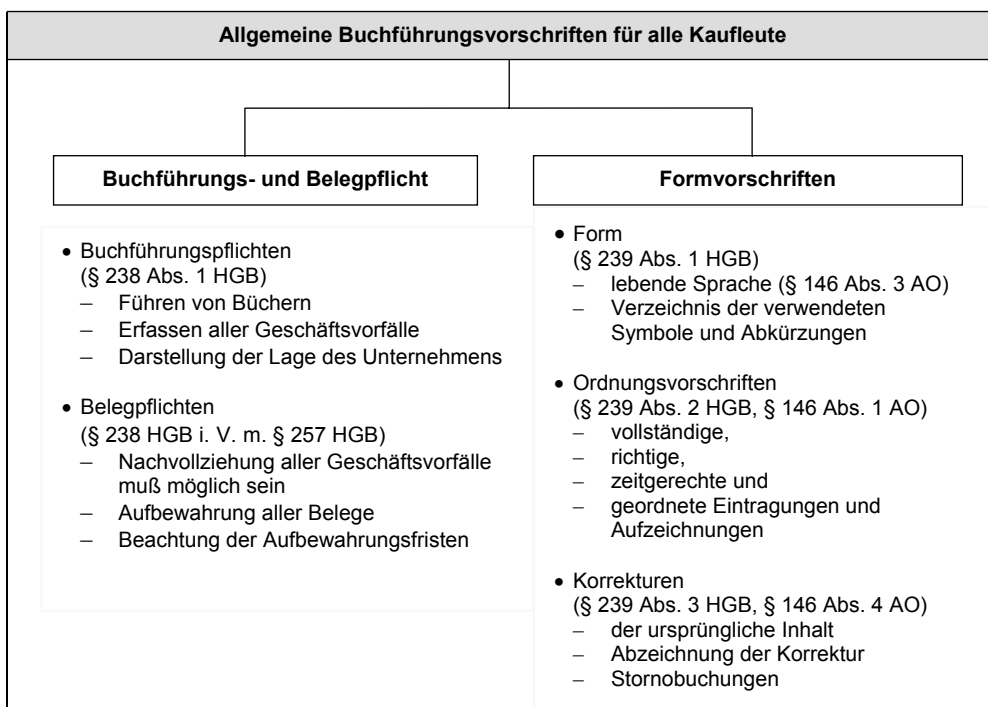 Allgemeine Buchführungsvorschriften für alle Kaufleute
Buchführungs- und Belegpflicht
• Buchführungspflichten
(§ 238 Abs. 1 HGB)
– Führen von Büchern
– Erfassen aller Geschäftsvorfälle
– Darstellung der Lage des Unternehmens
• Belegpflichten
(§ 238 HGB i. V. m. § 257 HGB)
– Nachvollziehung aller Geschäftsvorfälle
muß möglich sein
– Aufbewahrung aller Belege
– Beachtung der Aufbewahrungsfristen
Formvorschriften
• Form
(§ 239 Abs. 1 HGB)
– lebende Sprache (§ 146 Abs. 3 AO)
– Verzeichnis der verwendeten
Symbole und Abkürzungen
• Ordnungsvorschriften
(§ 239 Abs. 2 HGB, § 146 Abs. 1 AO)
– vollständige,
– richtige,
– zeitgerechte und
– geordnete Eintragungen und
Aufzeichnungen
• Korrekturen
(§ 239 Abs. 3 HGB, § 146 Abs. 4 AO)
– der ursprüngliche Inhalt
– Abzeichnung der Korrektur
– Stornobuchungen